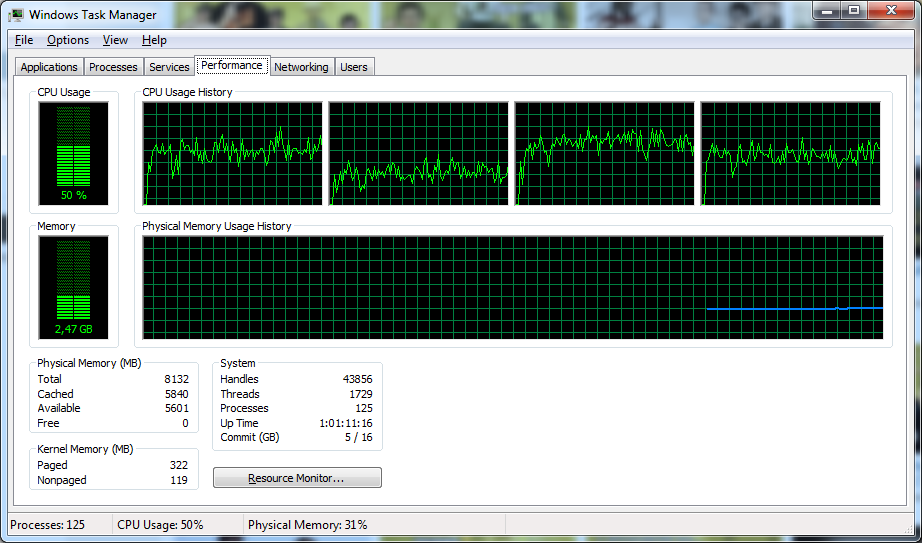 Windows Task Manager
File Options View Help
Applications Processes Services Performance Networking Users
CPU Usage
50 %
CPU Usage History
Memory
2,47 GB
Physical Memory Usage History
Physical Memory (MB)
Total 8132
Cached 5840
Available 5601
Free 0
System
Handles 43856
Threads 1729
Processes 125
Up Time 1:01:11:16
Commit (GB) 5 / 16
Kernel Memory (MB)
Paged 322
Nonpaged 119
Resource Monitor...
Processes: 125 CPU Usage: 50% Physical Memory: 31%